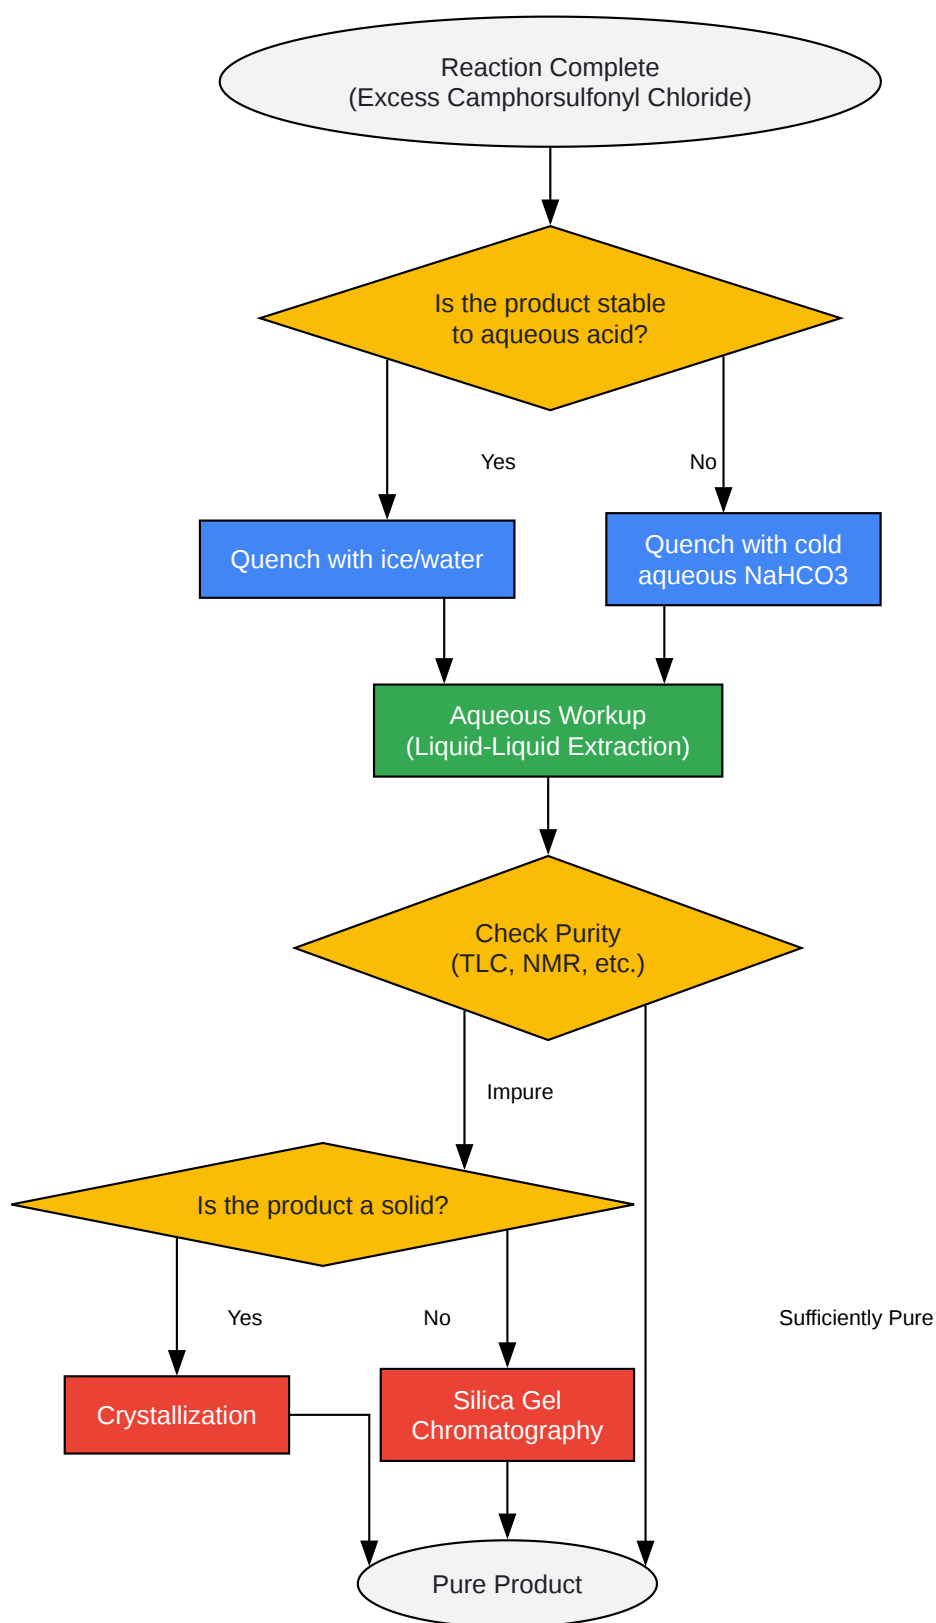 Reaction Complete
(Excess Camphorsulfonyl Chloride)
Is the product stable
to aqueous acid?
Yes
No
Quench with ice/water
Quench with cold
aqueous NaHCO3
Aqueous Workup
(Liquid-Liquid Extraction)
Check Purity
(TLC, NMR, etc.)
Impure
Is the product a solid?
Yes
No
Sufficiently Pure
Crystallization
Silica Gel
Chromatography
Pure Product